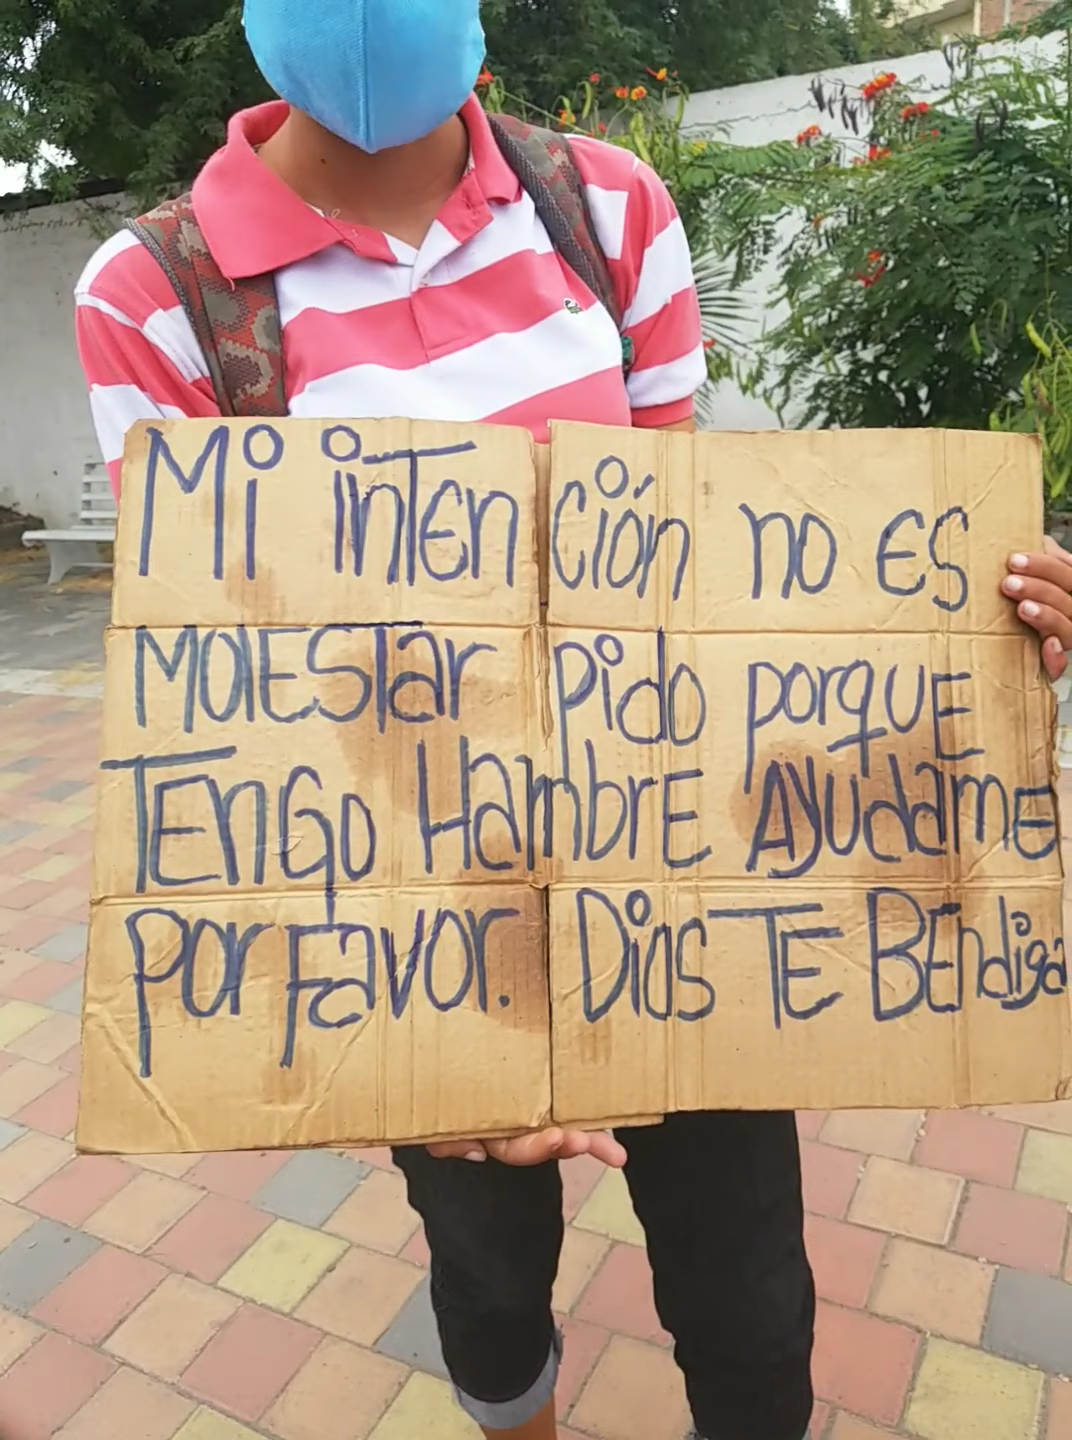 Mi intención no es
MolESTar pido porque
TENGO HambrE AyudamE
por Favor. Dios TE BEndiga